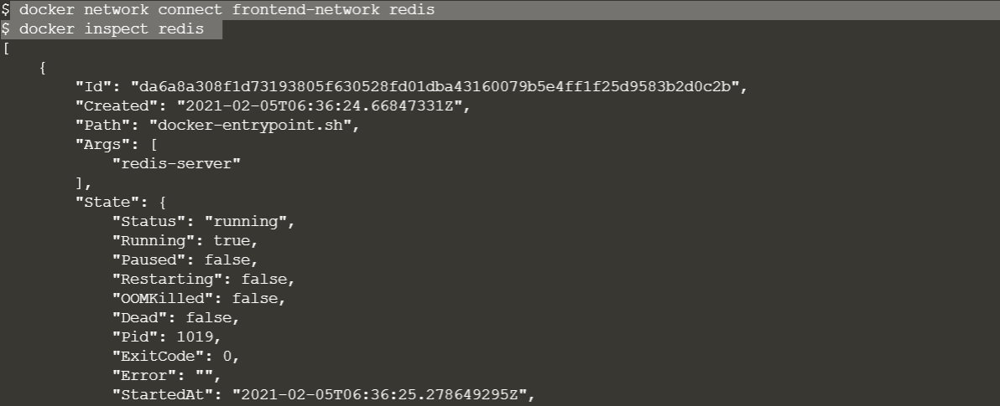 $ docker network connect frontend-network redis
$ docker inspect redis
[
    {
        "Id": "da6a8a308f1d73193805f630528fd01dba43160079b5e4ff1f25d9583b2d0c2b",
        "Created": "2021-02-05T06:36:24.66847331Z",
        "Path": "docker-entrypoint.sh",
        "Args": [
            "redis-server"
        ],
        "State": {
            "Status": "running",
            "Running": true,
            "Paused": false,
            "Restarting": false,
            "OOMKilled": false,
            "Dead": false,
            "Pid": 1019,
            "ExitCode": 0,
            "Error": "",
            "StartedAt": "2021-02-05T06:36:25.278649295Z",